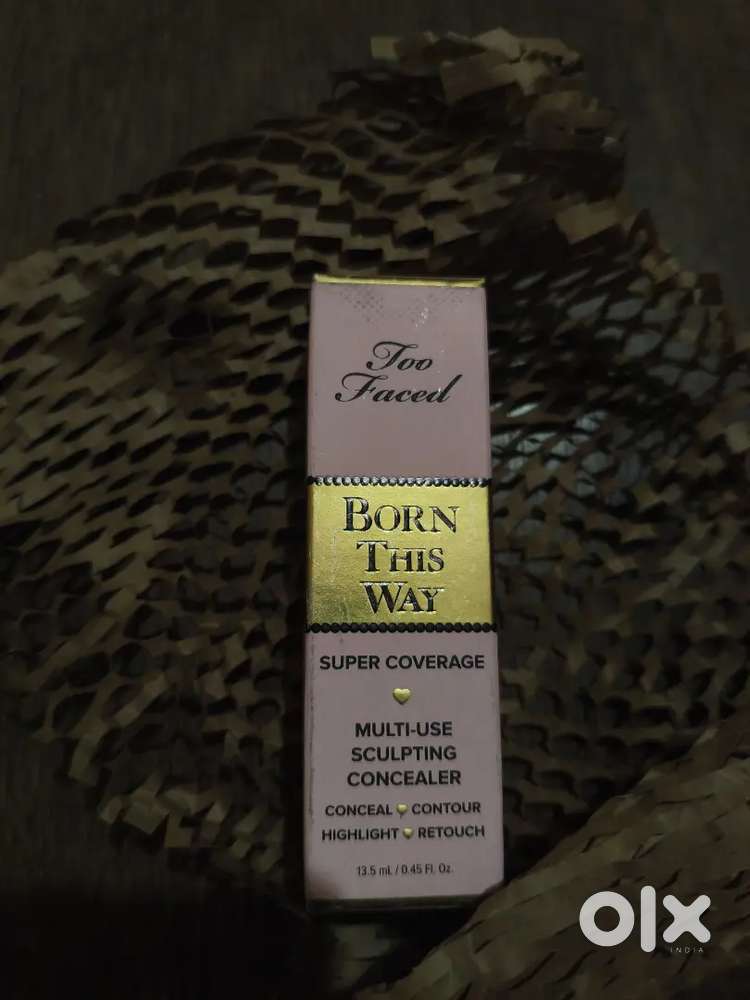 Too
Faced
BORN
THIS
WAY
SUPER COVERAGE
MULTI-USE
SCULPTING
CONCEALER
CONCEAL CONTOUR
HIGHLIGHT RETOUCH
13.5 mL / 0.45 Fl. Oz.
olx
INDIA